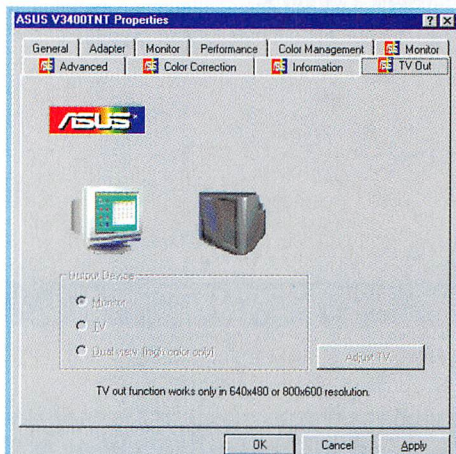 ASUS V3400TNT Properties
General Adapter Monitor Performance Color Management Monitor
Advanced Color Correction Information TV Out
ASUS
Output Device
Monitor
TV
Dual view (high color only)
Adjust TV...
TV out function works only in 640x480 or 800x600 resolution.
OK Cancel Apply